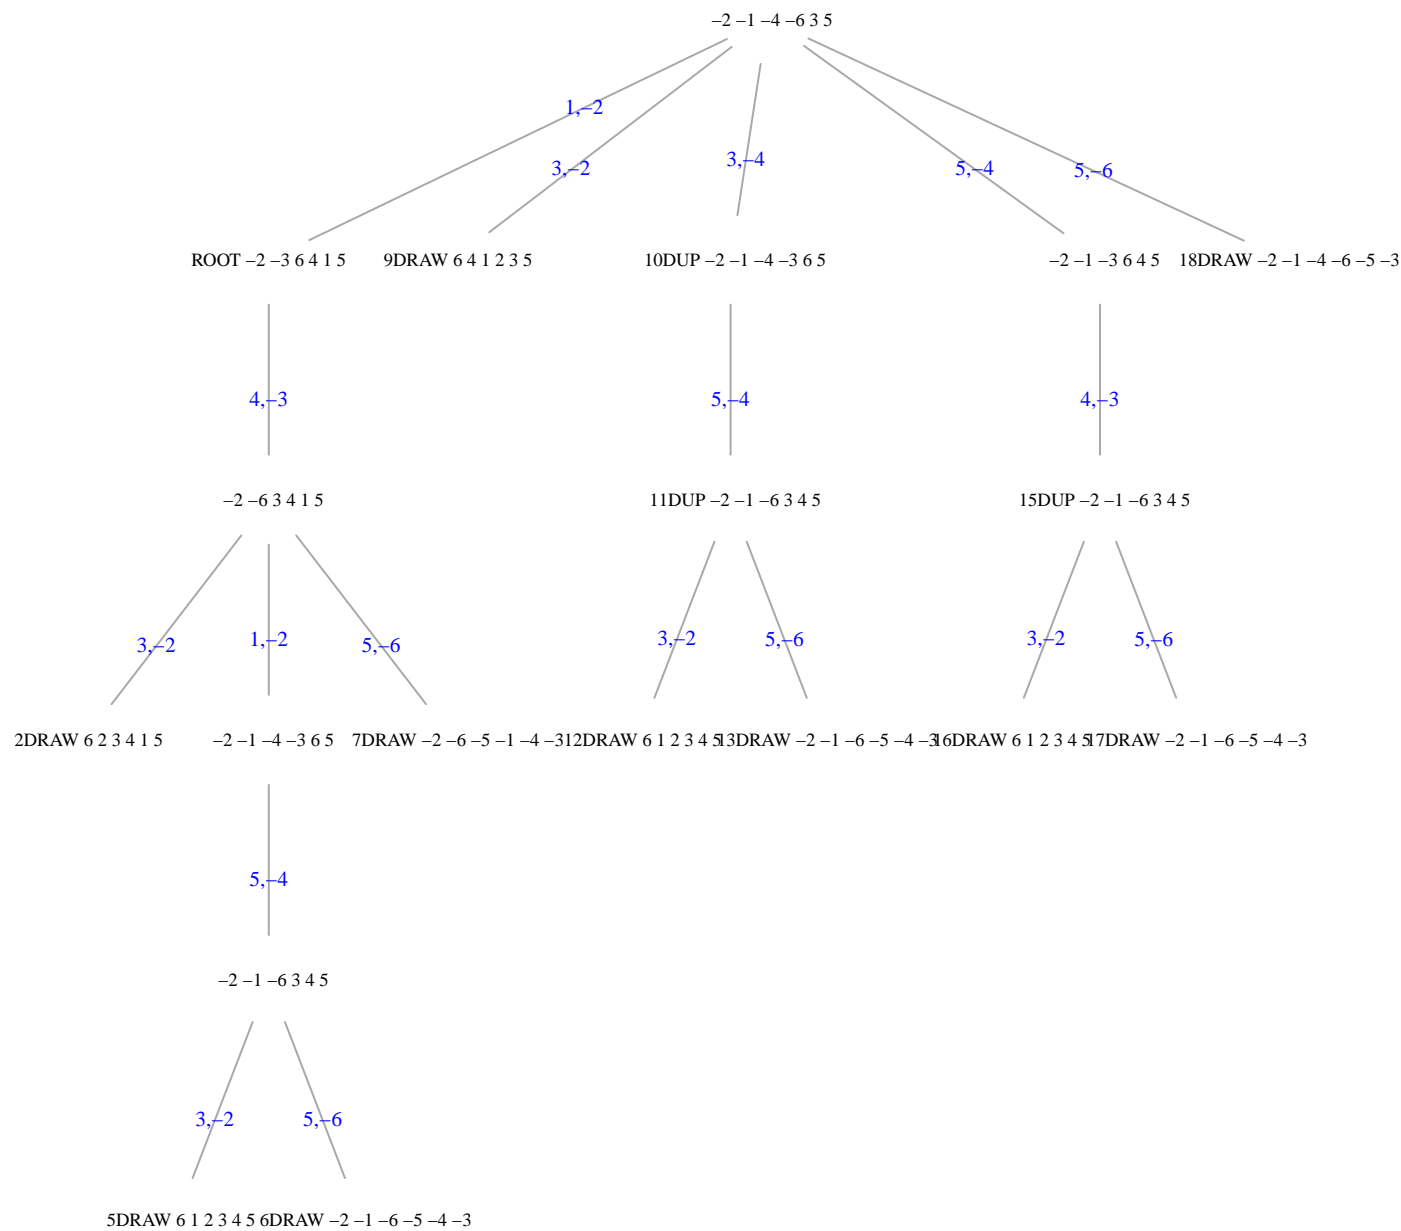 –2 –1 –4 –6 3 5
1,–2
3,–2
3,–4
5,–4
5,–6
ROOT –2 –3 6 4 1 5
9DRAW 6 4 1 2 3 5
10DUP –2 –1 –4 –3 6 5
–2 –1 –3 6 4 5
18DRAW –2 –1 –4 –6 –5 –3
4,–3
5,–4
4,–3
–2 –6 3 4 1 5
11DUP –2 –1 –6 3 4 5
15DUP –2 –1 –6 3 4 5
3,–2
1,–2
5,–6
3,–2
5,–6
3,–2
5,–6
2DRAW 6 2 3 4 1 5
–2 –1 –4 –3 6 5
7DRAW –2 –6 –5 –1 –4 –3
12DRAW 6 1 2 3 4 5
13DRAW –2 –1 –6 –5 –4 –3
16DRAW 6 1 2 3 4 5
17DRAW –2 –1 –6 –5 –4 –3
5,–4
–2 –1 –6 3 4 5
3,–2
5,–6
5DRAW 6 1 2 3 4 5
6DRAW –2 –1 –6 –5 –4 –3